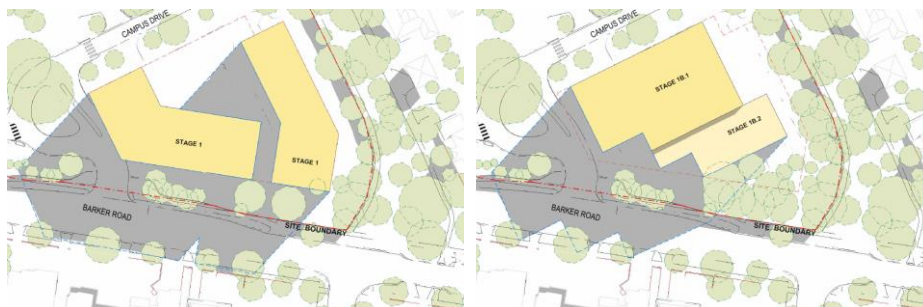 CAMPUS DRIVE
STAGE 1
STAGE 1
BARKER ROAD
SITE BOUNDARY
CAMPUS DRIVE
STAGE 1B.1
STAGE 1B.2
BARKER ROAD
SITE BOUNDARY